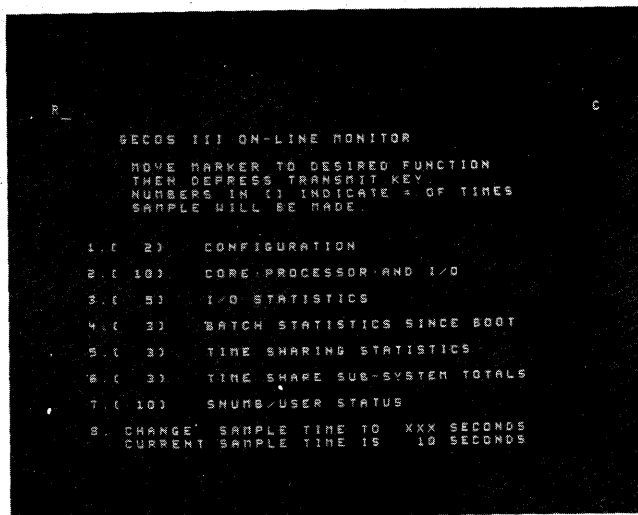 R_ C
GECOS III ON-LINE MONITOR
MOVE MARKER TO DESIRED FUNCTION
THEN DEPRESS TRANSMIT KEY.
NUMBERS IN () INDICATE = OF TIMES
SAMPLE WILL BE MADE.
1.( 2) CONFIGURATION
2.( 10) CORE PROCESSOR AND I/O
3.( 5) I/O STATISTICS
4.( 3) BATCH STATISTICS SINCE BOOT
5.( 3) TIME SHARING STATISTICS
6.( 3) TIME SHARE SUB-SYSTEM TOTALS
7.( 10) SNUMB/USER STATUS
8. CHANGE SAMPLE TIME TO XXX SECONDS
CURRENT SAMPLE TIME IS 10 SECONDS